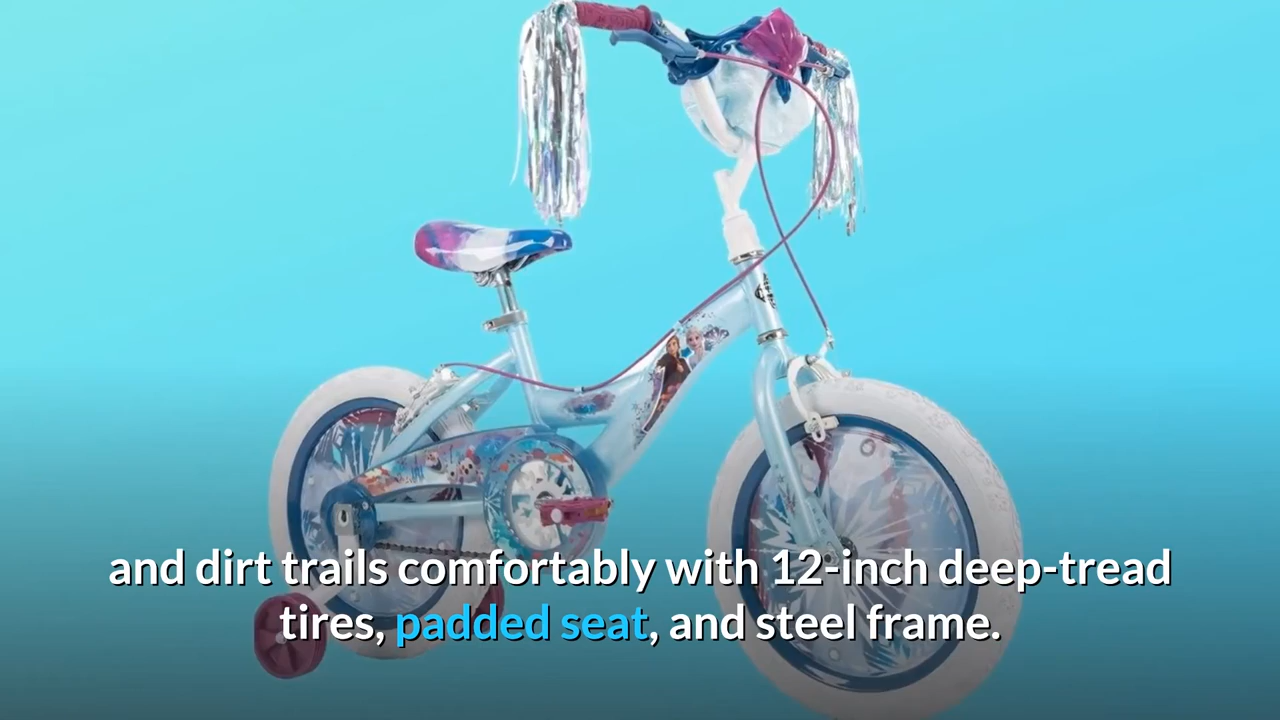 and dirt trails comfortably with 12-inch deep-tread
tires, padded seat, and steel frame.